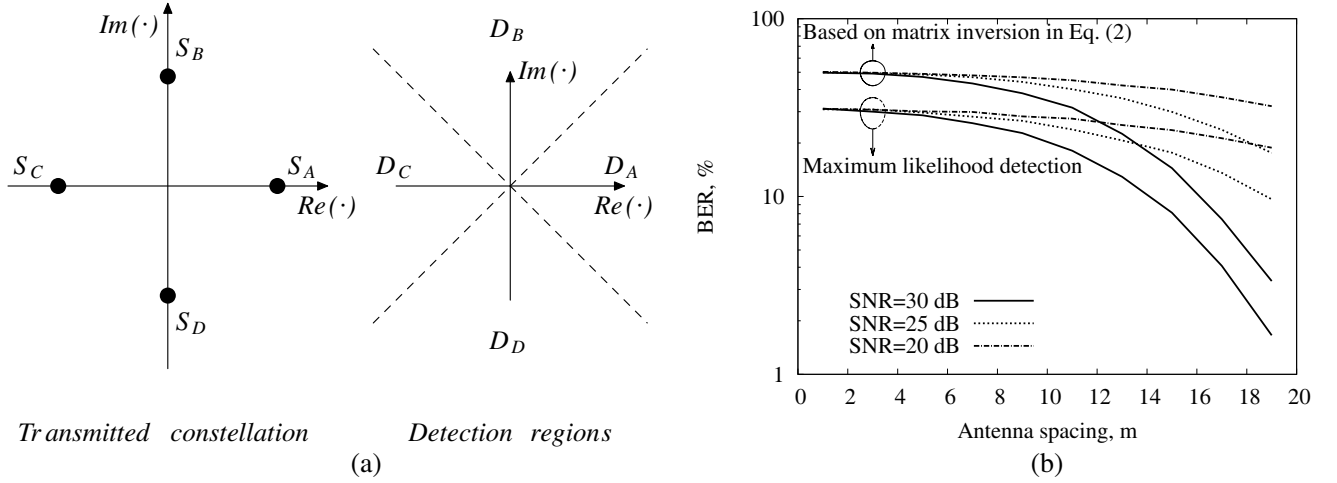 Im(·)
S_B
S_C
S_A
Re(·)
S_D
Transmitted constellation
D_B
Im(·)
D_C
D_A
Re(·)
D_D
Detection regions
(a)
100
10
1
BER, %
Based on matrix inversion in Eq. (2)
Maximum likelihood detection
SNR=30 dB
SNR=25 dB
SNR=20 dB
0 2 4 6 8 10 12 14 16 18 20
Antenna spacing, m
(b)